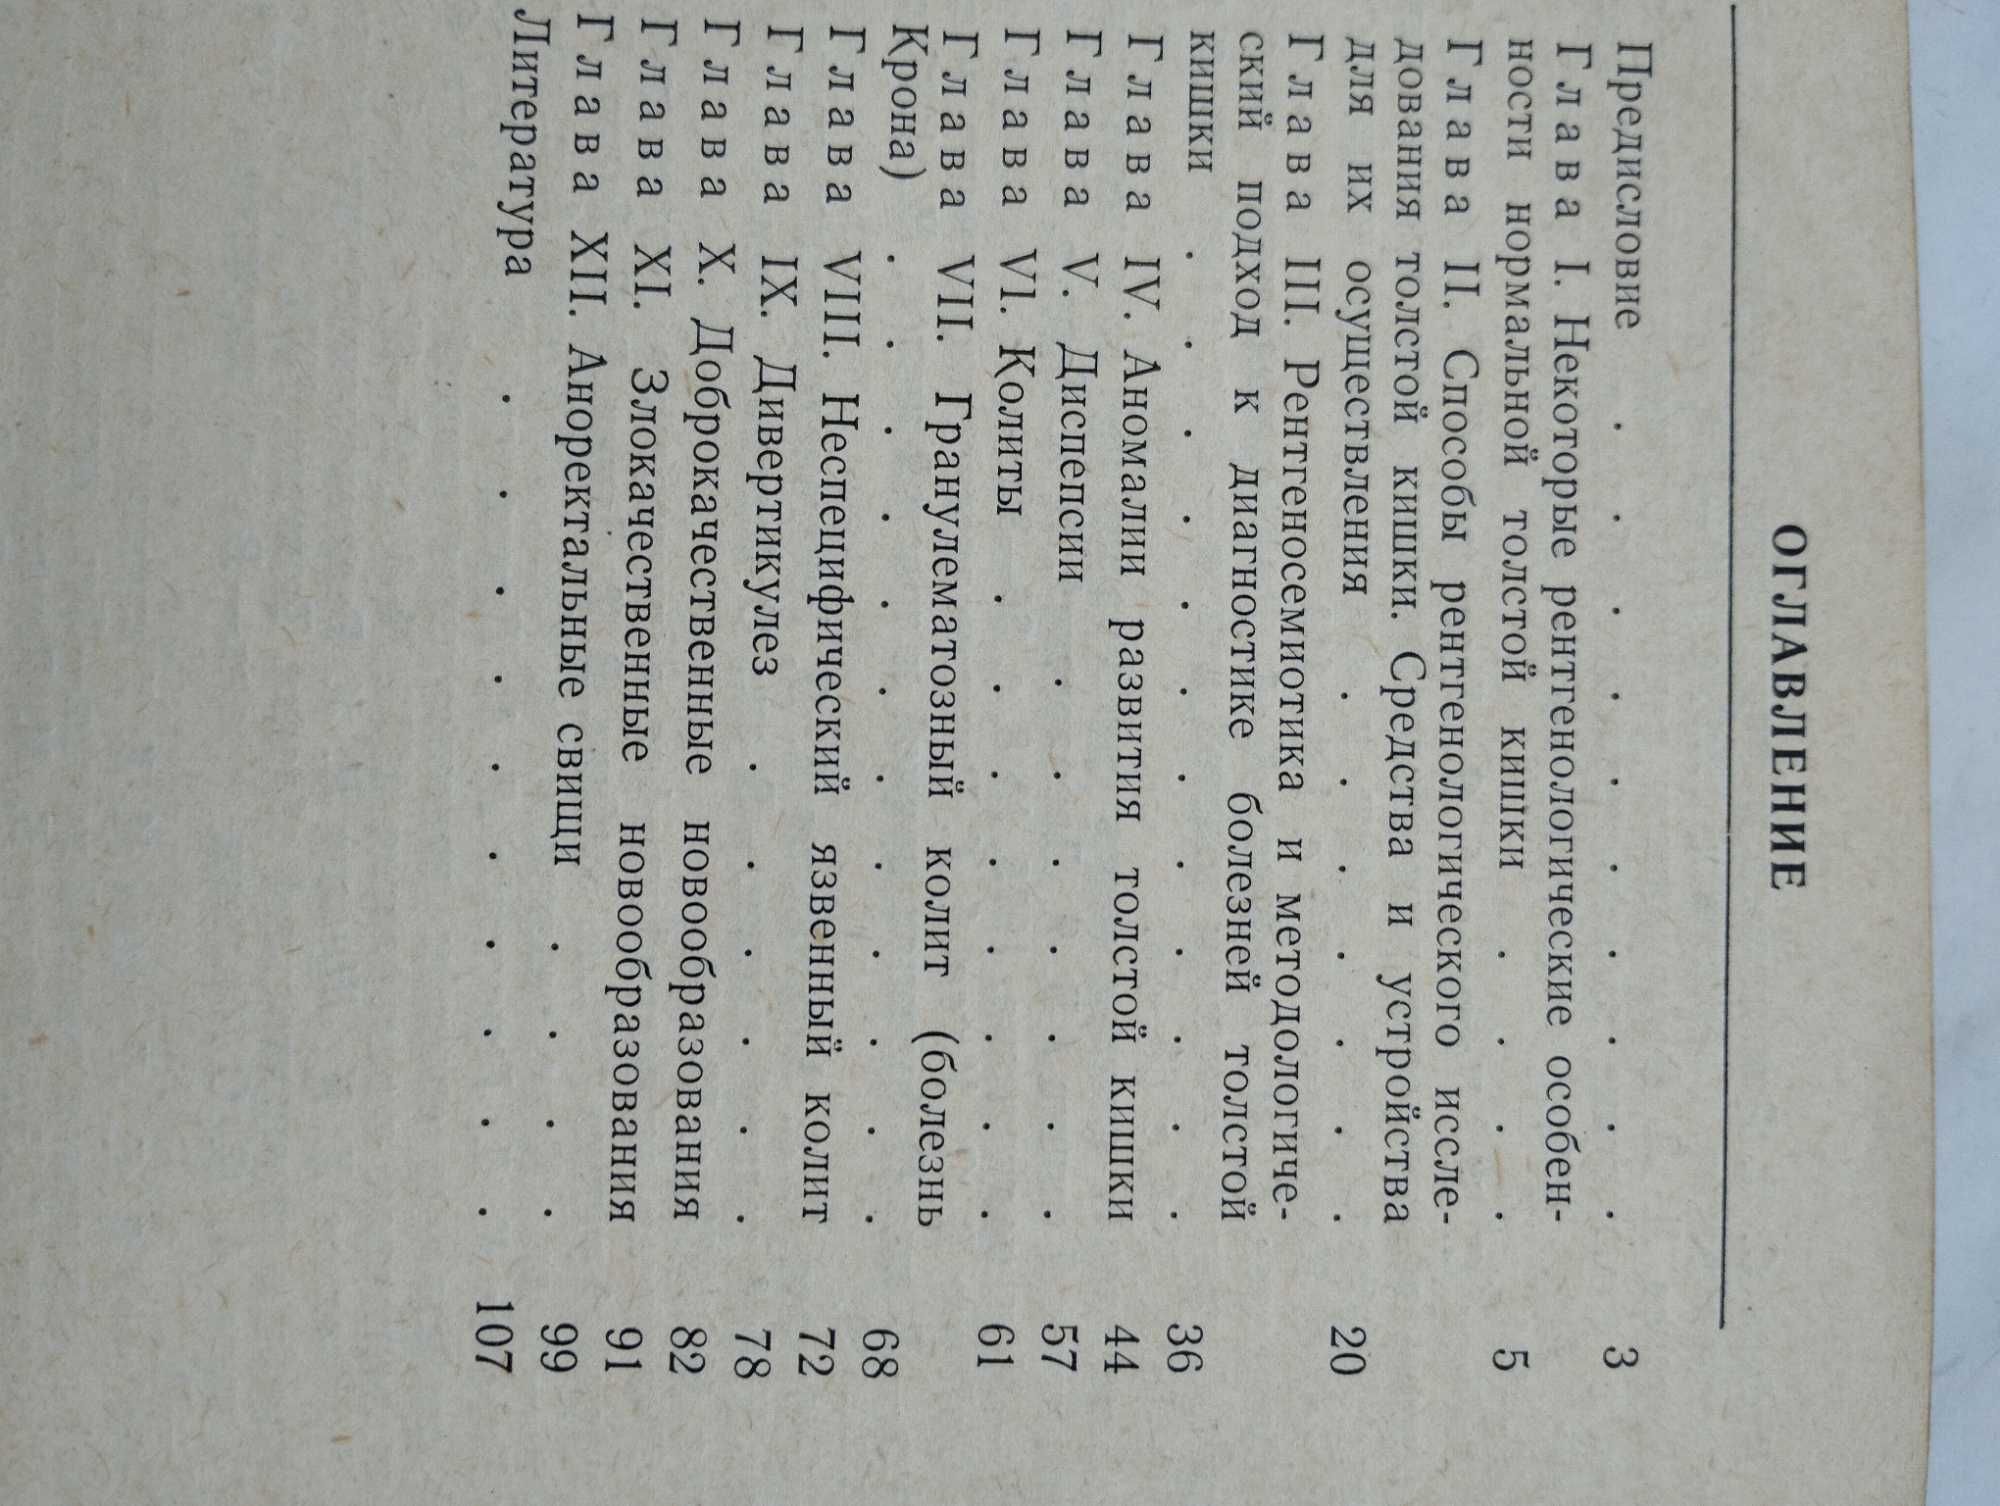 ОГЛАВЛЕНИЕ
Предисловие . . . . . . . . . . 3
Глава I. Некоторые рентгенологические особен-
ности нормальной толстой кишки . . . . 5
Глава II. Способы рентгенологического иссле-
дования толстой кишки. Средства и устройства
для их осуществления . . . . . . . 20
Глава III. Рентгеносемиотика и методологиче-
ский подход к диагностике болезней толстой
кишки . . . . . . . . . . . . 36
Глава IV. Аномалии развития толстой кишки 44
Глава V. Диспепсии . . . . . . . 57
Глава VI. Колиты . . . . . . . . 61
Глава VII. Гранулематозный колит (болезнь
Крона) . . . . . . . . . . . . 68
Глава VIII. Неспецифический язвенный колит 72
Глава IX. Дивертикулез . . . . . . 78
Глава X. Доброкачественные новообразования 82
Глава XI. Злокачественные новообразования 91
Глава XII. Аноректальные свищи . . . . 99
Литература . . . . . . . . . . 107